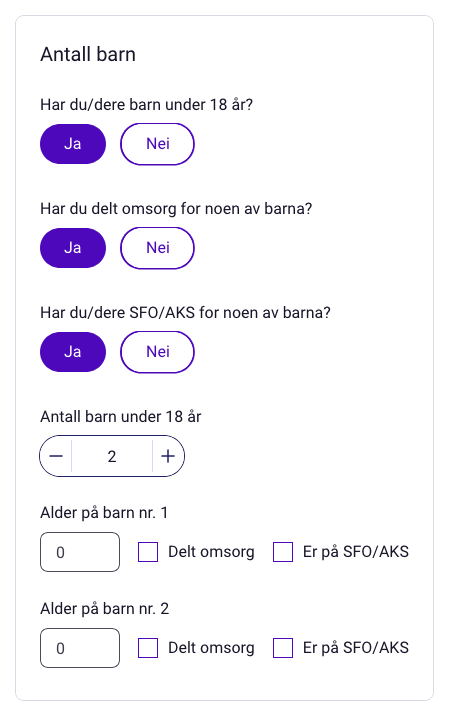 Antall barn
Har du/dere barn under 18 år?
Ja Nei
Har du delt omsorg for noen av barna?
Ja Nei
Har du/dere SFO/AKS for noen av barna?
Ja Nei
Antall barn under 18 år
− 2 +
Alder på barn nr. 1
0 Delt omsorg Er på SFO/AKS
Alder på barn nr. 2
0 Delt omsorg Er på SFO/AKS